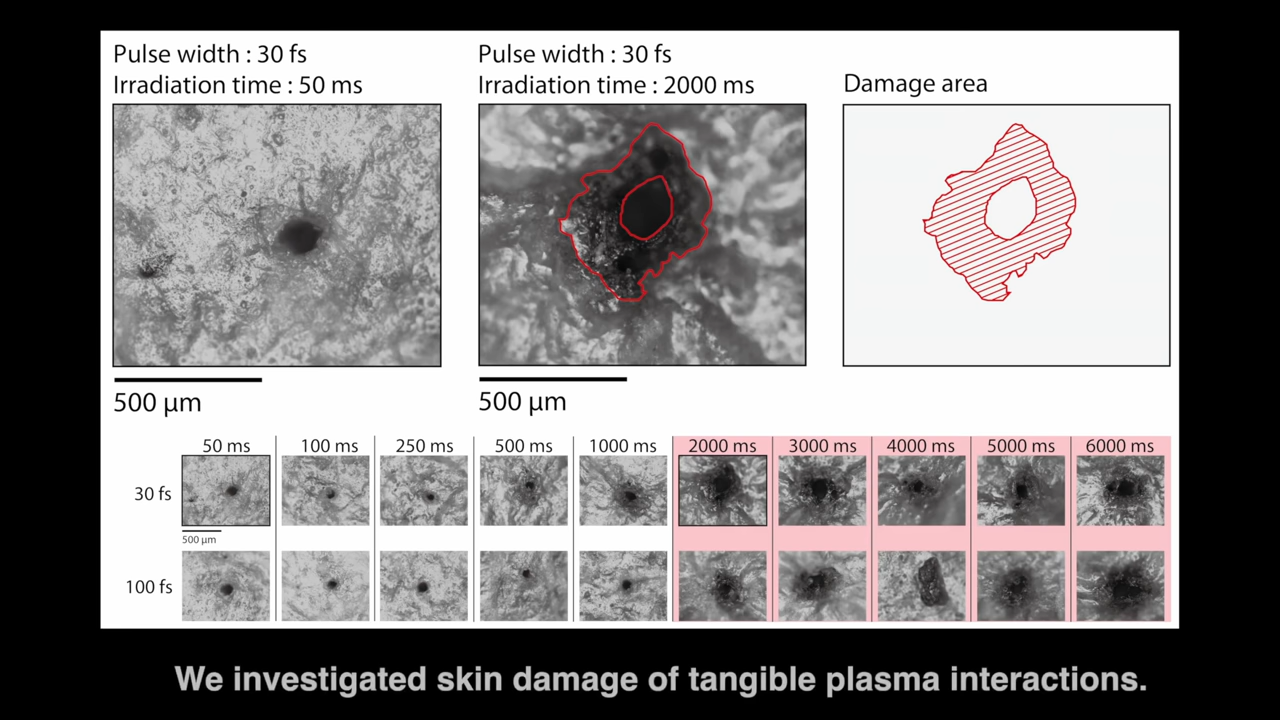 Pulse width : 30 fs
Irradiation time : 50 ms
Pulse width : 30 fs
Irradiation time : 2000 ms
Damage area
500 µm
500 µm
50 ms 100 ms 250 ms 500 ms 1000 ms 2000 ms 3000 ms 4000 ms 5000 ms 6000 ms
30 fs
500 µm
100 fs
We investigated skin damage of tangible plasma interactions.